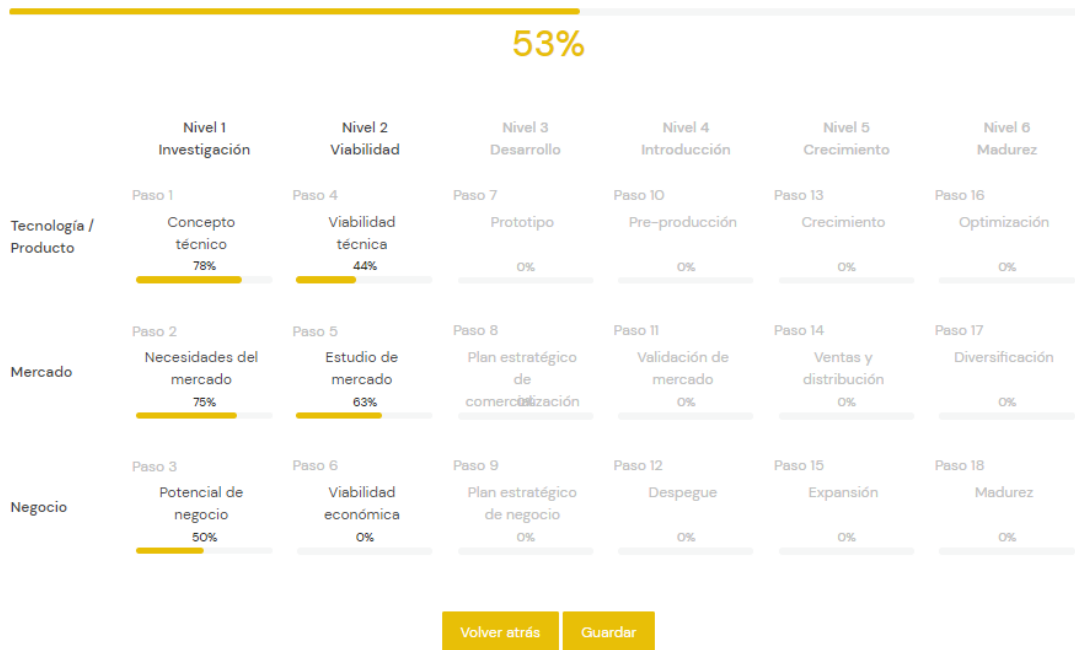 53%
Nivel 1
Investigación
Nivel 2
Viabilidad
Nivel 3
Desarrollo
Nivel 4
Introducción
Nivel 5
Crecimiento
Nivel 6
Madurez
Tecnología /
Producto
Paso 1
Concepto
técnico
78%
Paso 4
Viabilidad
técnica
44%
Paso 7
Prototipo
0%
Paso 10
Pre-producción
0%
Paso 13
Crecimiento
0%
Paso 16
Optimización
0%
Mercado
Paso 2
Necesidades del
mercado
75%
Paso 5
Estudio de
mercado
63%
Paso 8
Plan estratégico
de
comercialización
0%
Paso 11
Validación de
mercado
0%
Paso 14
Ventas y
distribución
0%
Paso 17
Diversificación
0%
Negocio
Paso 3
Potencial de
negocio
50%
Paso 6
Viabilidad
económica
0%
Paso 9
Plan estratégico
de negocio
0%
Paso 12
Despegue
0%
Paso 15
Expansión
0%
Paso 18
Madurez
0%
Volver atrás
Guardar